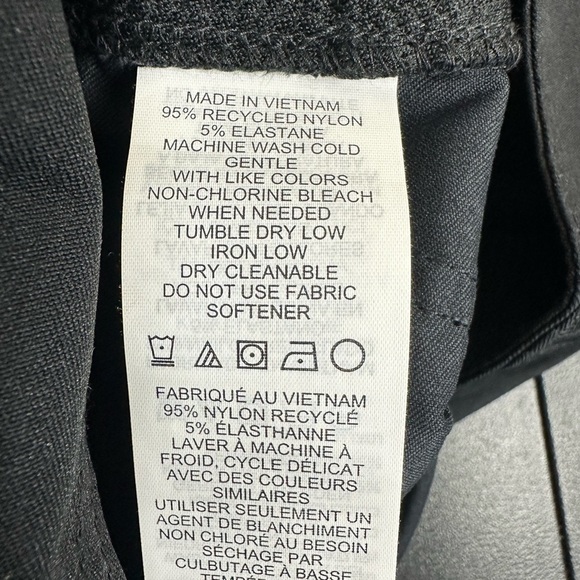 MADE IN VIETNAM
95% RECYCLED NYLON
5% ELASTANE
MACHINE WASH COLD
GENTLE
WITH LIKE COLORS
NON-CHLORINE BLEACH
WHEN NEEDED
TUMBLE DRY LOW
IRON LOW
DRY CLEANABLE
DO NOT USE FABRIC
SOFTENER
FABRIQUÉ AU VIETNAM
95% NYLON RECYCLÉ
5% ÉLASTHANNE
LAVER À MACHINE À
FROID, CYCLE DÉLICAT
AVEC DES COULEURS
SIMILAIRES
UTILISER SEULEMENT UN
AGENT DE BLANCHIMENT
NON CHLORÉ AU BESOIN
SÉCHAGE PAR
CULBUTAGE À BASSE